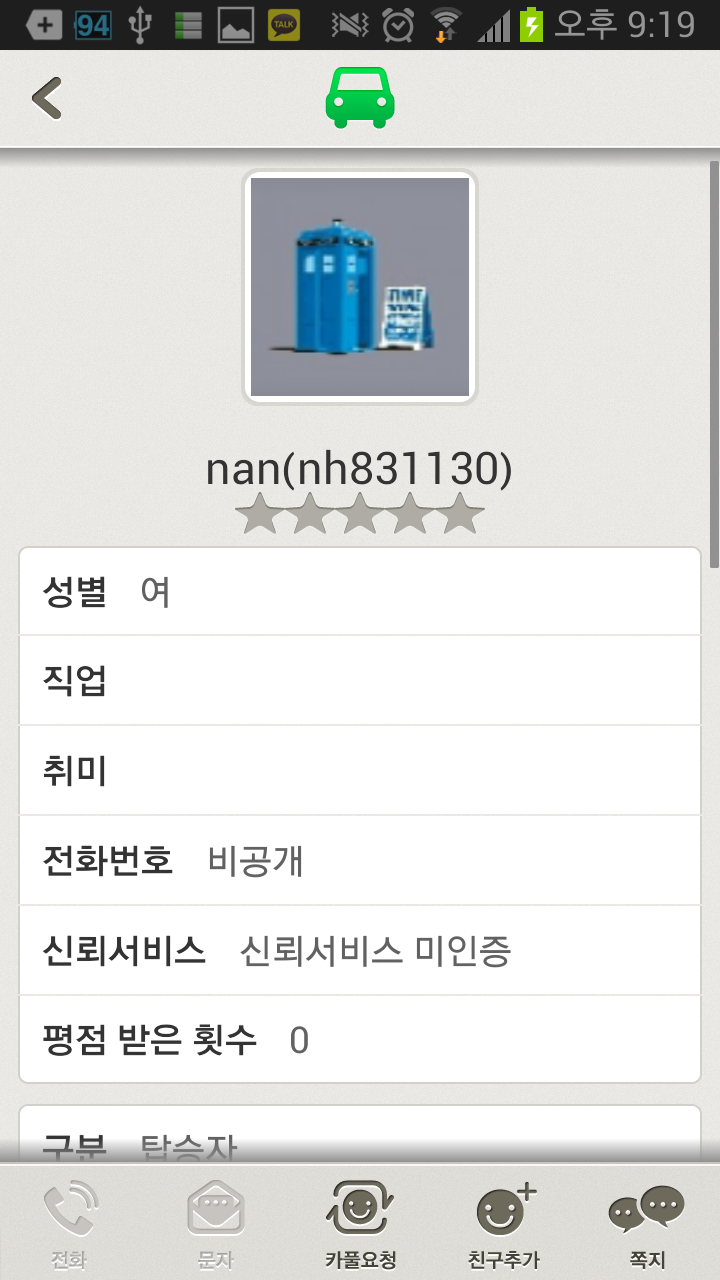 94
TALK
오후 9:19
nan(nh831130)
성별 여
직업
취미
전화번호 비공개
신뢰서비스 신뢰서비스 미인증
평점 받은 횟수 0
구분 탑승자
전화 문자 카풀요청 친구추가 쪽지